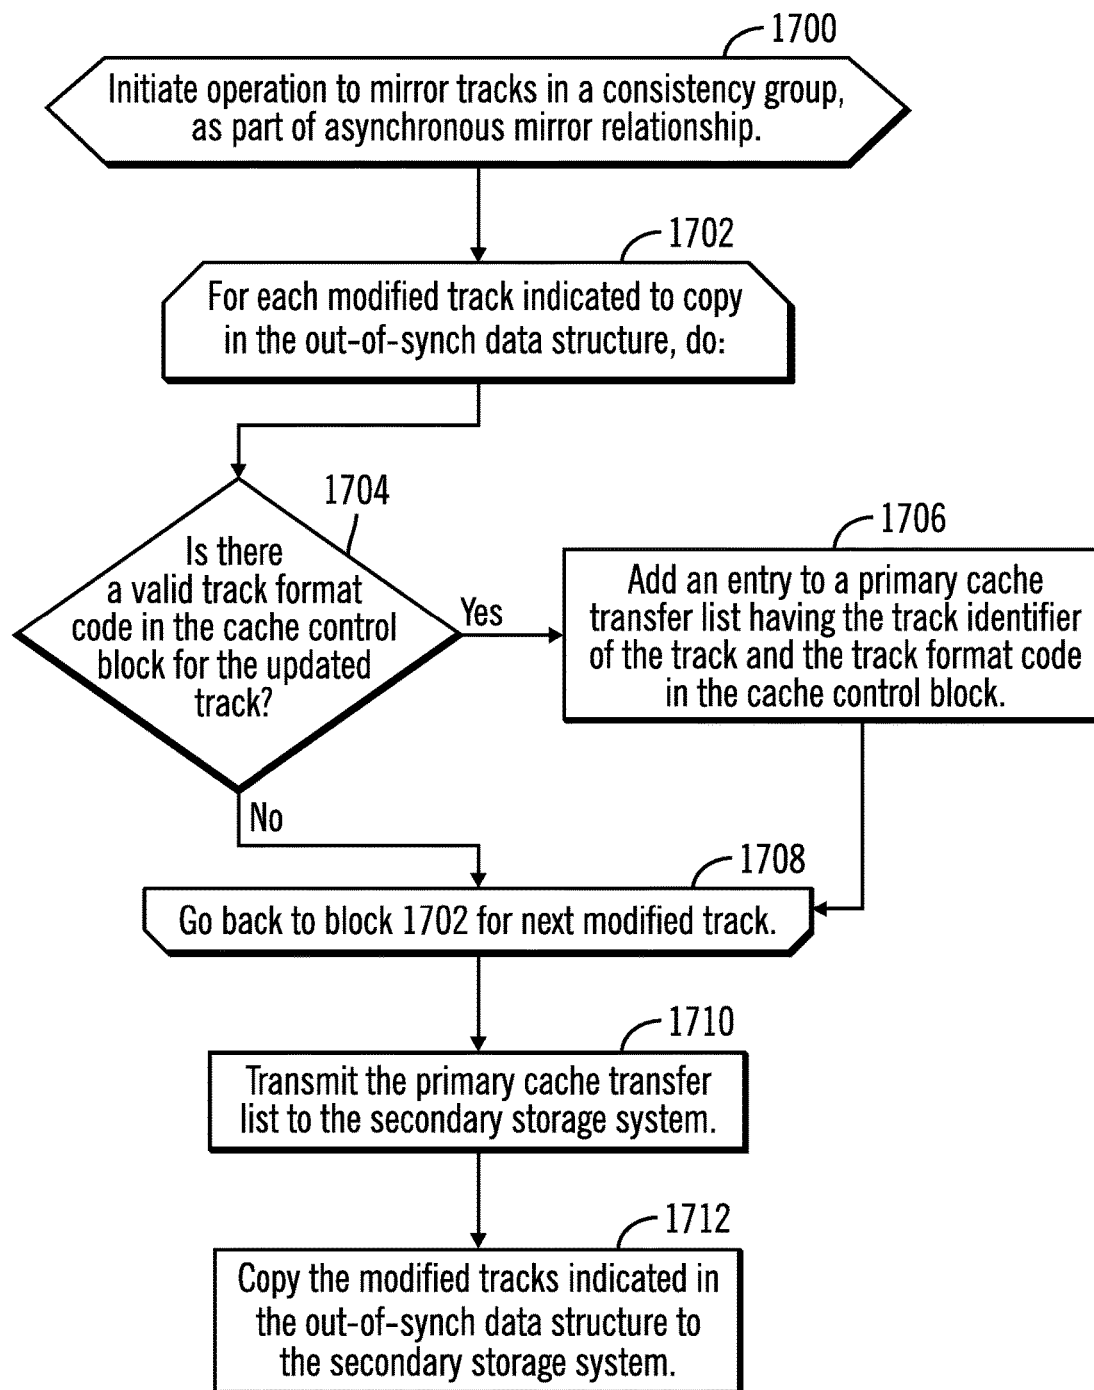 1700
Initiate operation to mirror tracks in a consistency group,
as part of asynchronous mirror relationship.
1702
For each modified track indicated to copy
in the out-of-synch data structure, do:
1704
Is there
a valid track format
code in the cache control
block for the updated
track?
Yes
No
1706
Add an entry to a primary cache
transfer list having the track identifier
of the track and the track format code
in the cache control block.
1708
Go back to block 1702 for next modified track.
1710
Transmit the primary cache transfer
list to the secondary storage system.
1712
Copy the modified tracks indicated in
the out-of-synch data structure to
the secondary storage system.